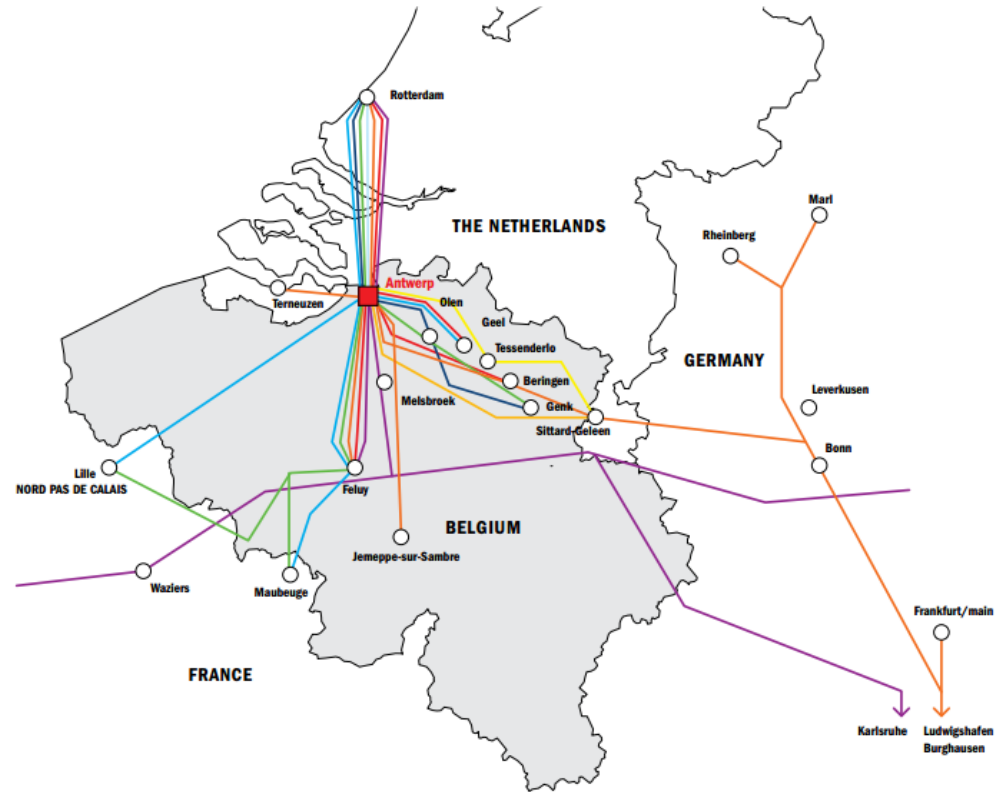 Rotterdam
Marl
THE NETHERLANDS
Rheinberg
Antwerp
Terneuzen
Olen
Geel
Tessenderlo
GERMANY
Beringen
Leverkusen
Melsbroek
Genk
Sittard-Geleen
Bonn
Lille
NORD PAS DE CALAIS
Feluy
BELGIUM
Jemeppe-sur-Sambre
Waziers
Maubeuge
Frankfurt/main
FRANCE
Karlsruhe
Ludwigshafen
Burghausen